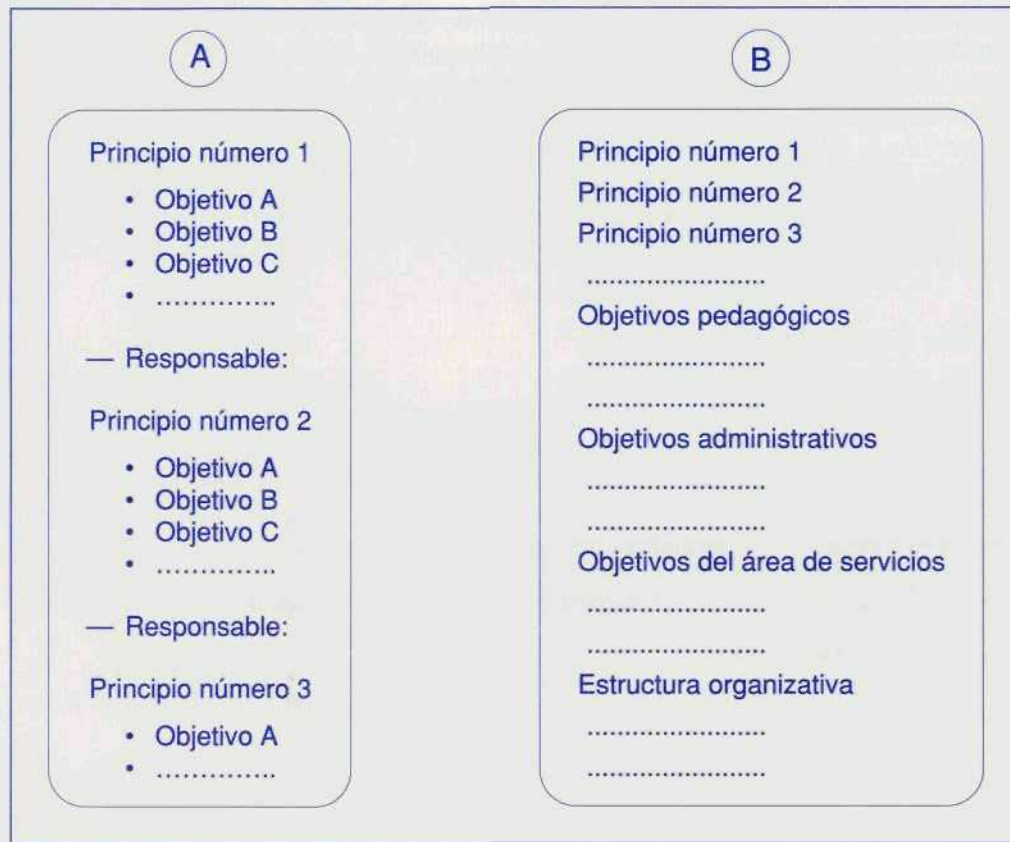 A
Principio número 1
• Objetivo A
• Objetivo B
• Objetivo C
• ..............
— Responsable:
Principio número 2
• Objetivo A
• Objetivo B
• Objetivo C
• ..............
— Responsable:
Principio número 3
• Objetivo A
• ..............
B
Principio número 1
Principio número 2
Principio número 3
........................
Objetivos pedagógicos
........................
........................
Objetivos administrativos
........................
........................
Objetivos del área de servicios
........................
........................
Estructura organizativa
........................
........................